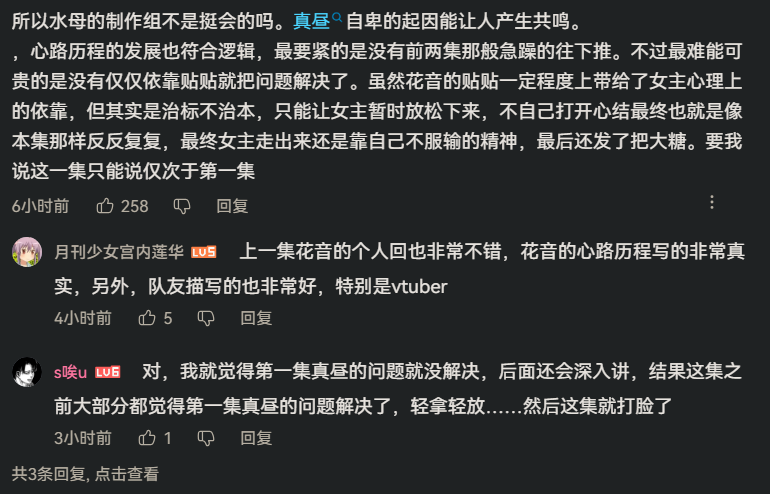 所以水母的制作组不是挺会的吗。真昼自卑的起因能让人产生共鸣。
，心路历程的发展也符合逻辑，最要紧的是没有前两集那般急躁的往下推。不过最难能可
贵的是没有仅仅依靠贴贴就把问题解决了。虽然花音的贴贴一定程度上带给了女主心理上
的依靠，但其实是治标不治本，只能让女主暂时放松下来，不自己打开心结最终也就是像
本集那样反反复复，最终女主走出来还是靠自己不服输的精神，最后还发了把大糖。要我
说这一集只能说仅次于第一集
6小时前 258 回复
月刊少女宫内莲华 LV5 上一集花音的个人回也非常不错，花音的心路历程写的非常真
实，另外，队友描写的也非常好，特别是vtuber
4小时前 5 回复
s唉u LV6 对，我就觉得第一集真昼的问题就没解决，后面还会深入讲，结果这集之
前大部分都觉得第一集真昼的问题解决了，轻拿轻放……然后这集就打脸了
3小时前 1 回复
共3条回复, 点击查看